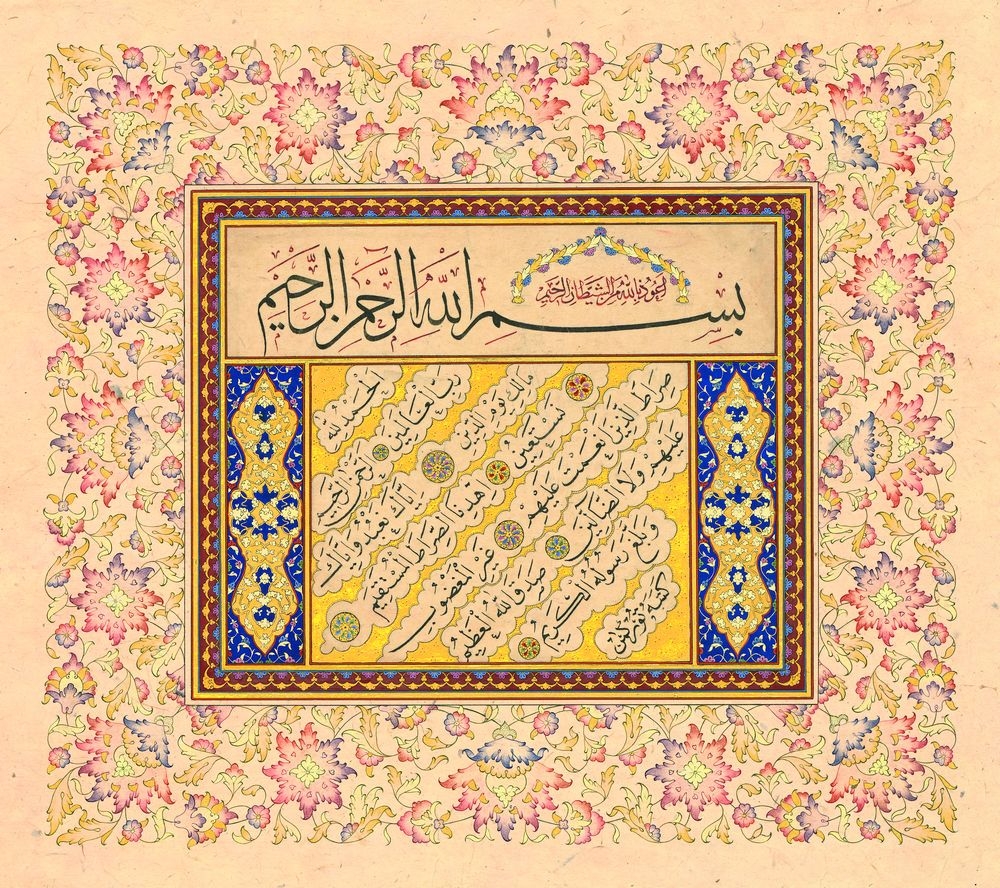 أعوذ بالله من الشيطان الرجيم
بسم الله الرحمن الرحيم
الحمد لله
رب العالمين الرحمن الرحيم
مالك يوم الدين إياك نعبد وإياك
نستعين اهدنا الصراط المستقيم
صراط الذين أنعمت عليهم غير المغضوب
عليهم ولا الضالين صدق الله العظيم
وبلغ رسوله الكريم
كتبه